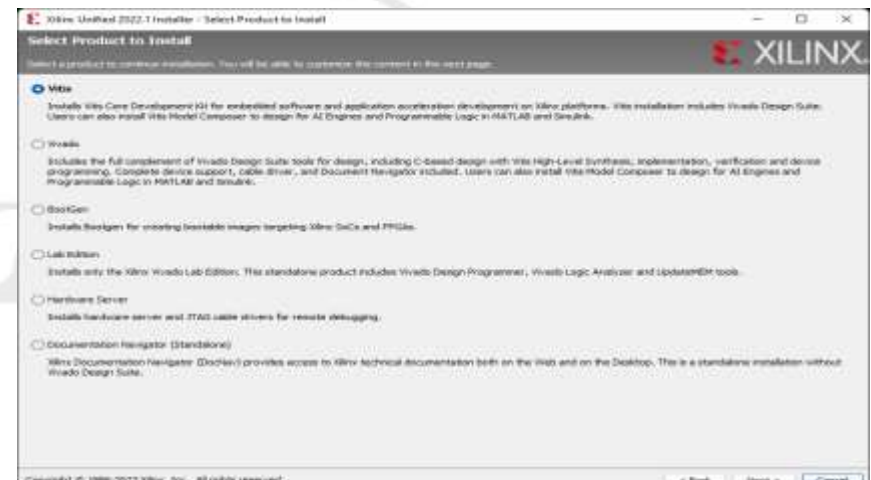 Xilinx Unified 2022.1 Installer - Select Product to Install
Select Product to Install
Select a product to continue installation. You will be able to customize the content in the next page.
XILINX.
Vitis
Installs Vitis Core Development Kit for embedded software and application acceleration development on Xilinx platforms. Vitis installation includes Vivado Design Suite.
Users can also install Vitis Model Composer to design for AI Engines and Programmable Logic in MATLAB and Simulink.
Vivado
Includes the full complement of Vivado Design Suite tools for design, including C-based design with Vitis High-Level Synthesis, implementation, verification and device
programming. Complete device support, cable driver, and Document Navigator included. Users can also install Vitis Model Composer to design for AI Engines and
Programmable Logic in MATLAB and Simulink.
BootGen
Installs Bootgen for creating bootable images targeting Xilinx SoCs and FPGAs.
Lab Edition
Installs only the Xilinx Vivado Lab Edition. This standalone product includes Vivado Design Programmer, Vivado Logic Analyzer and UpdateMEM tools.
Hardware Server
Installs hardware server and JTAG cable drivers for remote debugging.
Documentation Navigator (Standalone)
Xilinx Documentation Navigator (DocNav) provides access to Xilinx technical documentation both on the Web and on the Desktop. This is a standalone installation without
Vivado Design Suite.
Copyright © 1986-2022 Xilinx, Inc. All rights reserved.
< Back
Next >
Cancel